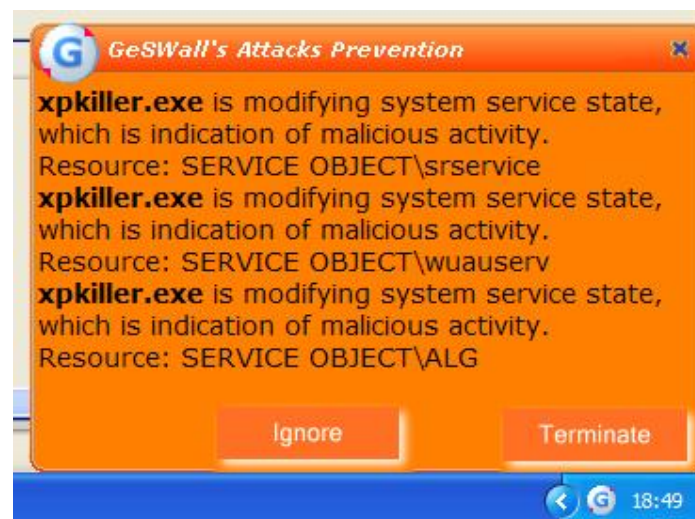 GeSWall's Attacks Prevention
xpkiller.exe is modifying system service state,
which is indication of malicious activity.
Resource: SERVICE OBJECT\srservice
xpkiller.exe is modifying system service state,
which is indication of malicious activity.
Resource: SERVICE OBJECT\wuauserv
xpkiller.exe is modifying system service state,
which is indication of malicious activity.
Resource: SERVICE OBJECT\ALG
Ignore Terminate
18:49